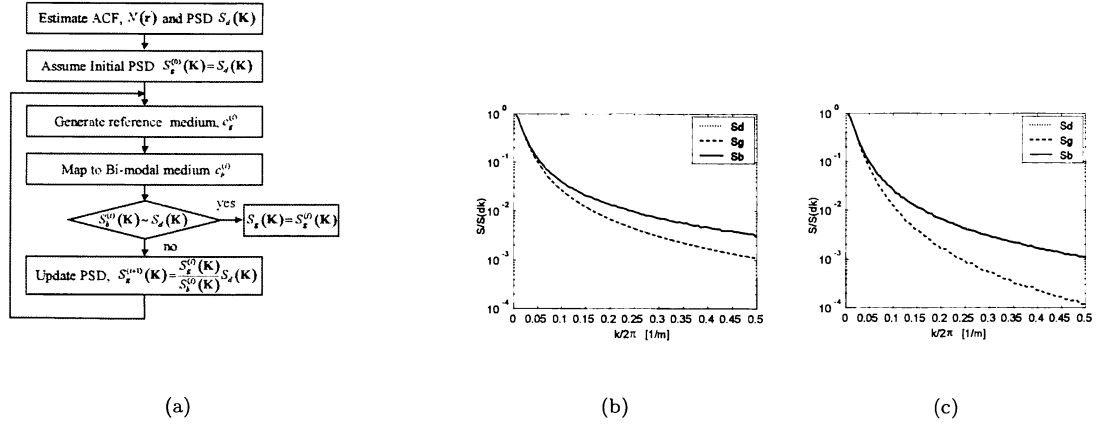 Estimate ACF, N(r) and PSD S_d(K)
Assume Initial PSD S_g^(0)(K)=S_d(K)
Generate reference medium, c_g^(i)
Map to Bi-modal medium c_b^(i)
S_b^(i)(K)~S_d(K)
yes
S_g(K)=S_g^(i)(K)
no
Update PSD, S_g^(i+1)(K)=S_g^(i)(K)/S_b^(i)(K) S_d(K)
(a)
Sd
Sg
Sb
S/S(dk)
10^0
10^-1
10^-2
10^-3
10^-4
0 0.05 0.1 0.15 0.2 0.25 0.3 0.35 0.4 0.45 0.5
k/2π [1/m]
(b)
Sd
Sg
Sb
S/S(dk)
10^0
10^-1
10^-2
10^-3
10^-4
0 0.05 0.1 0.15 0.2 0.25 0.3 0.35 0.4 0.45 0.5
k/2π [1/m]
(c)